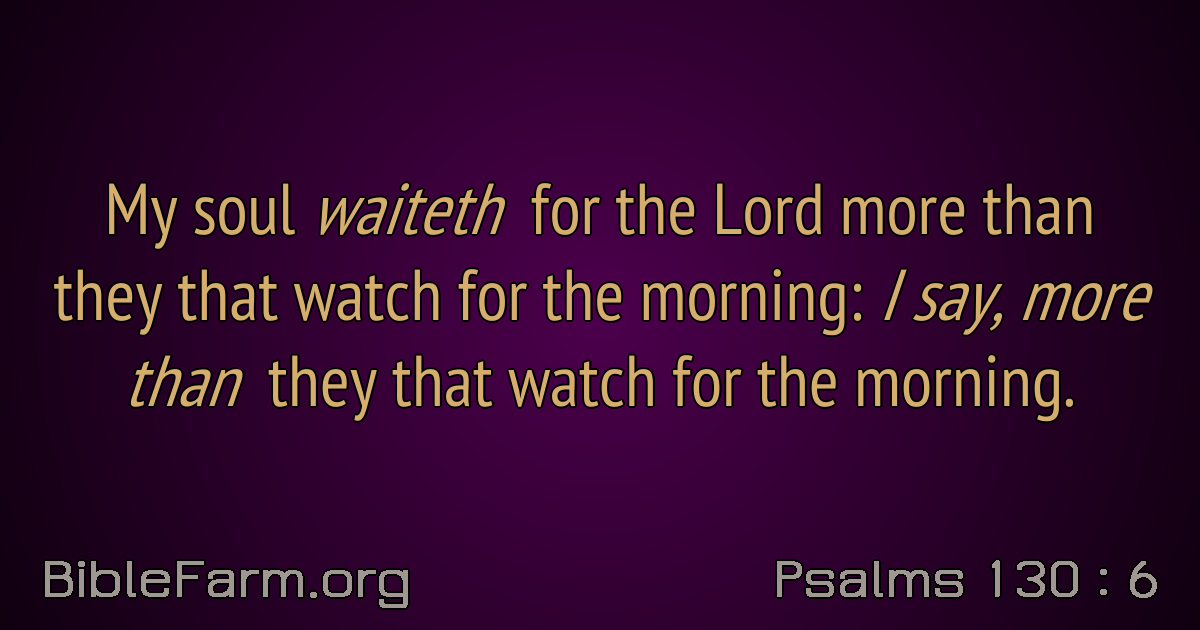 My soul waiteth for the Lord more than
they that watch for the morning: I say, more
than they that watch for the morning.
BibleFarm.org
Psalms 130 : 6